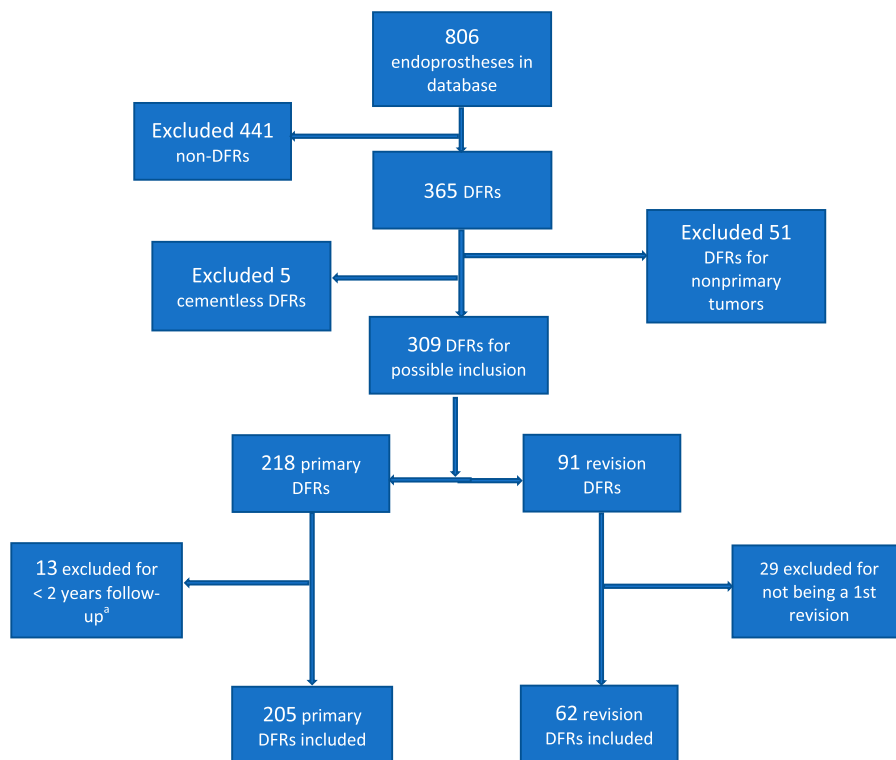 806
endoprostheses in
database
Excluded 441
non-DFRs
365 DFRs
Excluded 51
DFRs for
nonprimary
tumors
Excluded 5
cementless DFRs
309 DFRs for
possible inclusion
218 primary
DFRs
91 revision
DFRs
13 excluded for
< 2 years follow-
upᵃ
29 excluded for
not being a 1st
revision
205 primary
DFRs included
62 revision
DFRs included